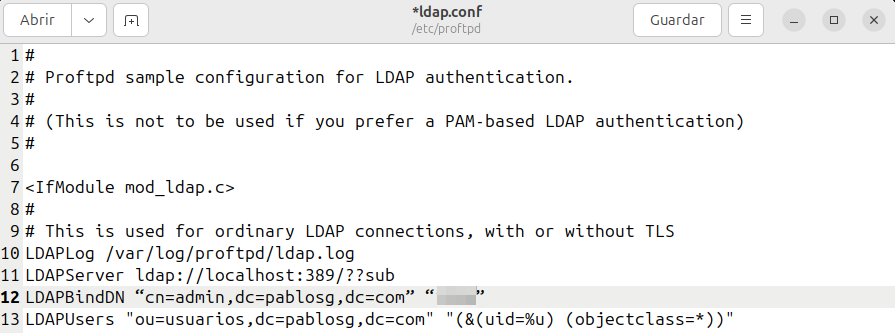 Abrir
*ldap.conf
/etc/proftpd
Guardar
1 #
2 # Proftpd sample configuration for LDAP authentication.
3 #
4 # (This is not to be used if you prefer a PAM-based LDAP authentication)
5 #
6
7 <IfModule mod_ldap.c>
8 #
9 # This is used for ordinary LDAP connections, with or without TLS
10 LDAPLog /var/log/proftpd/ldap.log
11 LDAPServer ldap://localhost:389/??sub
12 LDAPBindDN “cn=admin,dc=pablosg,dc=com” “ ”
13 LDAPUsers "ou=usuarios,dc=pablosg,dc=com" "(&(uid=%u) (objectclass=*))"